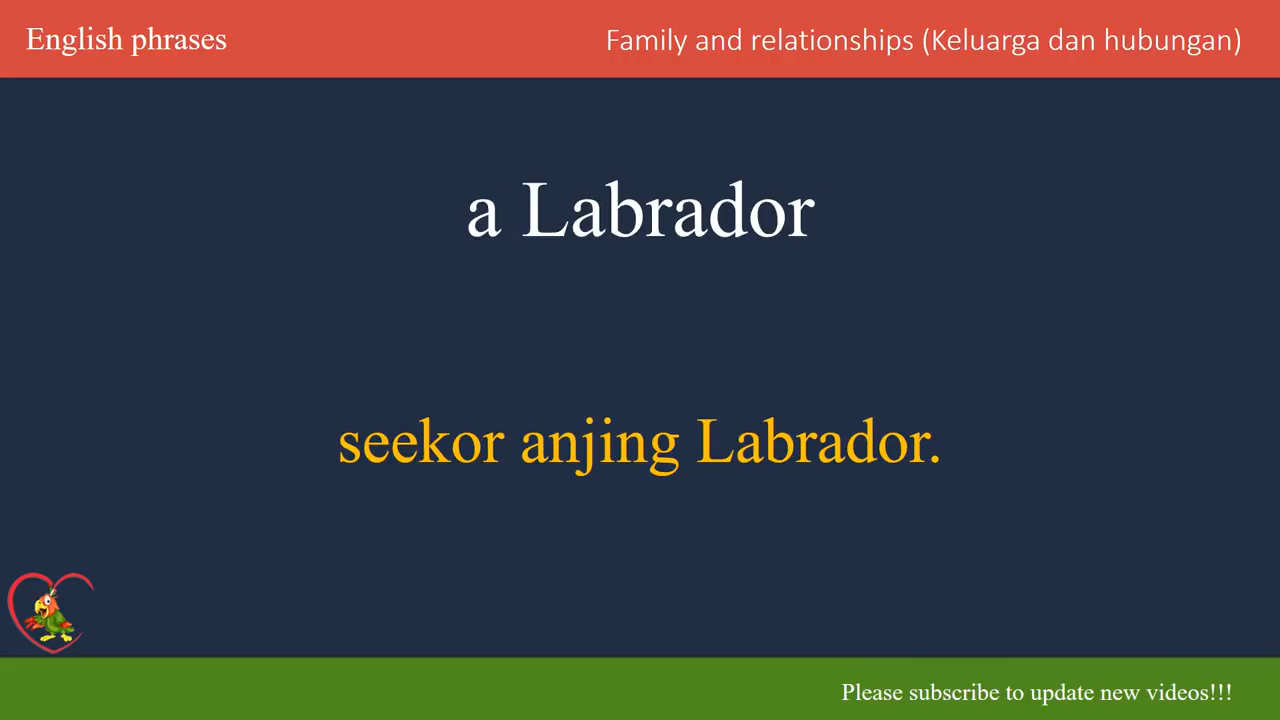 English phrases
Family and relationships (Keluarga dan hubungan)
a Labrador
seekor anjing Labrador.
Please subscribe to update new videos!!!